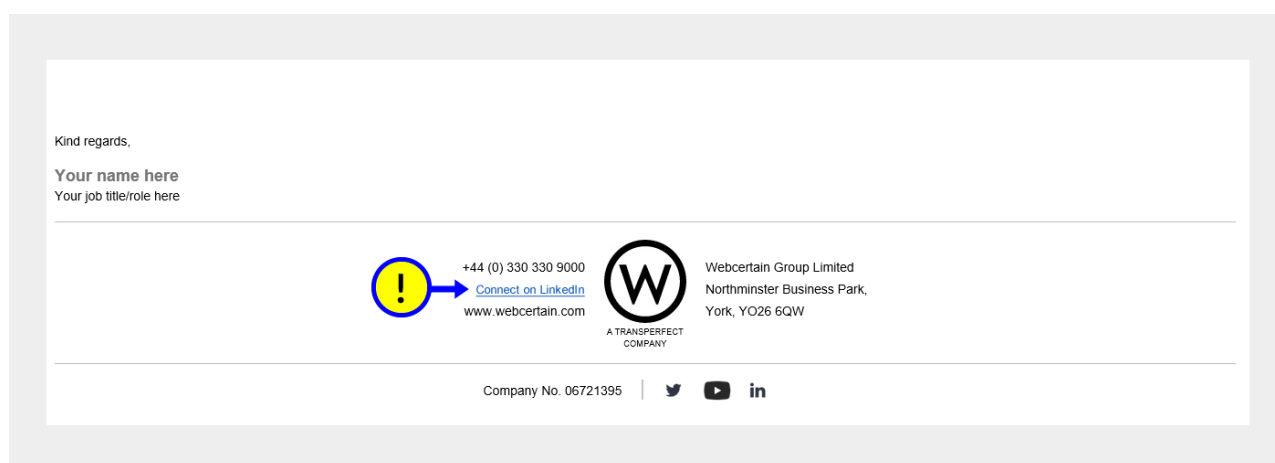 Kind regards,
Your name here
Your job title/role here
!
+44 (0) 330 330 9000
Connect on LinkedIn
www.webcertain.com
W
A TRANSPERFECT
COMPANY
Webcertain Group Limited
Northminster Business Park,
York, YO26 6QW
Company No. 06721395
in